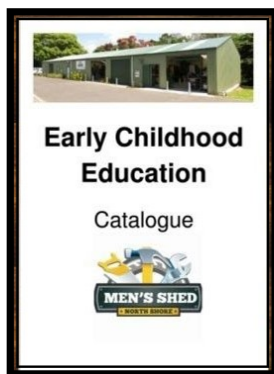 Early Childhood
Education
Catalogue
MEN'S SHED
NORTH SHORE